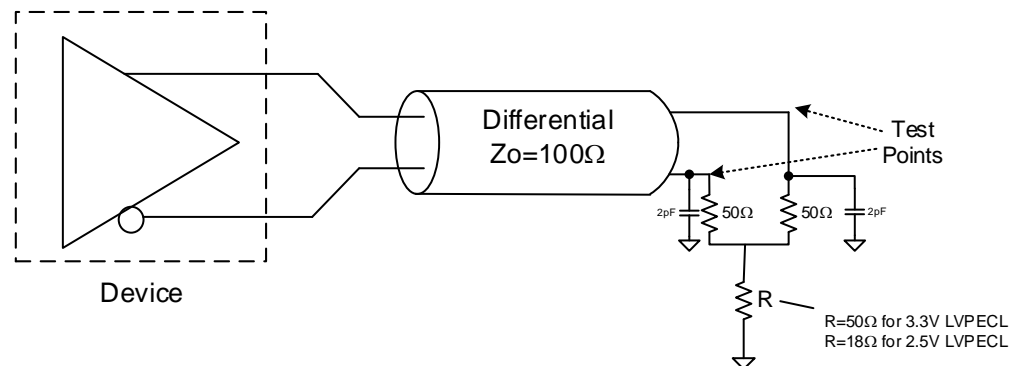 Differential
Zo=100Ω
Test
Points
2pF
50Ω
50Ω
2pF
Device
R
R=50Ω for 3.3V LVPECL
R=18Ω for 2.5V LVPECL